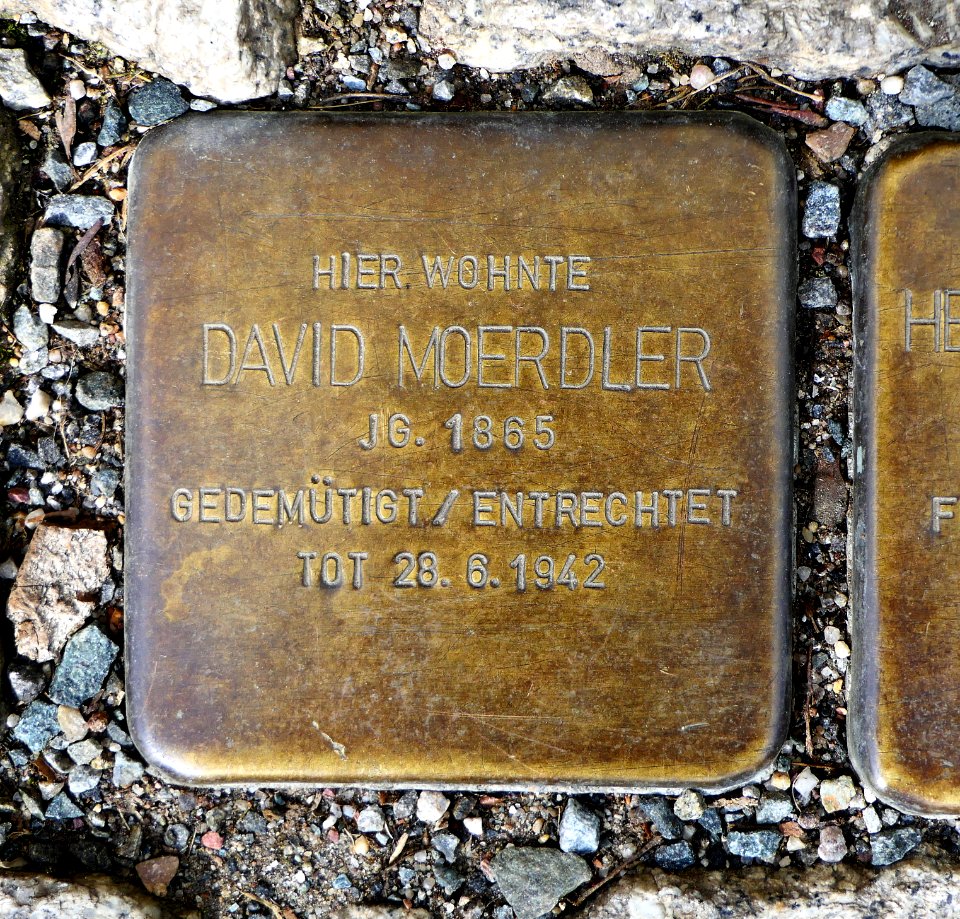 HIER WOHNTE
DAVID MOERDLER
JG. 1865
GEDEMÜTIGT / ENTRECHTET
TOT 28. 6. 1942